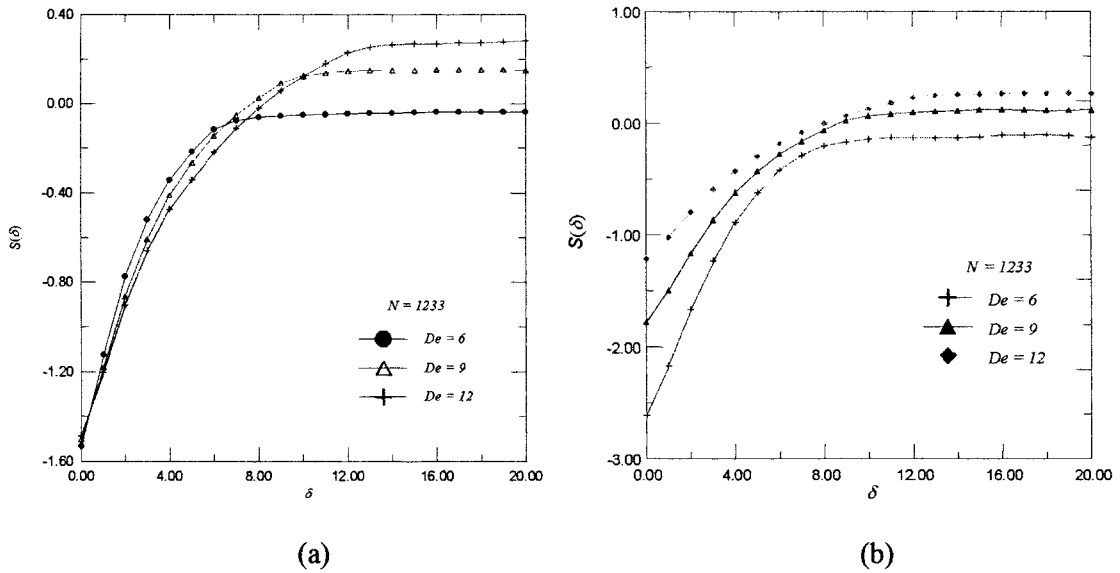 0.40
0.00
-0.40
-0.80
-1.20
-1.60
S(δ)
0.00 4.00 8.00 12.00 16.00 20.00
δ
N = 1233
De = 6
De = 9
De = 12
(a)
1.00
0.00
-1.00
-2.00
-3.00
S(δ)
0.00 4.00 8.00 12.00 16.00 20.00
δ
N = 1233
De = 6
De = 9
De = 12
(b)